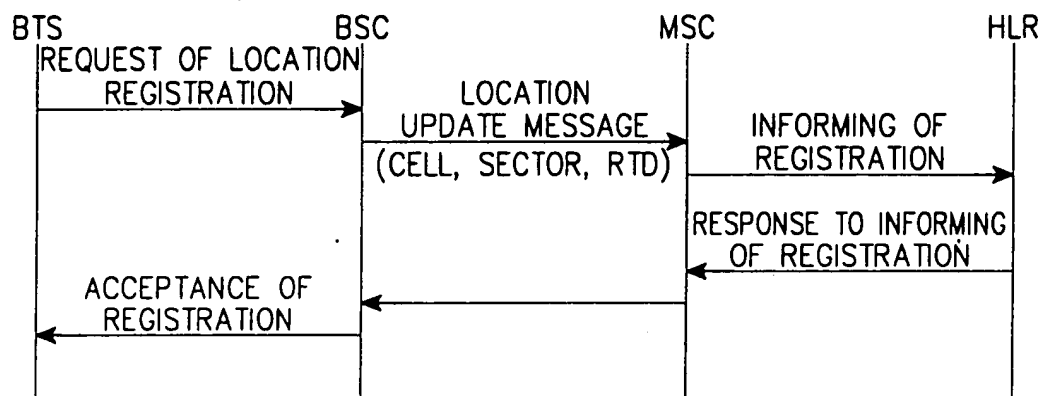 BTS BSC MSC HLR
REQUEST OF LOCATION
REGISTRATION
LOCATION
UPDATE MESSAGE
(CELL, SECTOR, RTD)
INFORMING OF
REGISTRATION
RESPONSE TO INFORMING
OF REGISTRATION
ACCEPTANCE OF
REGISTRATION